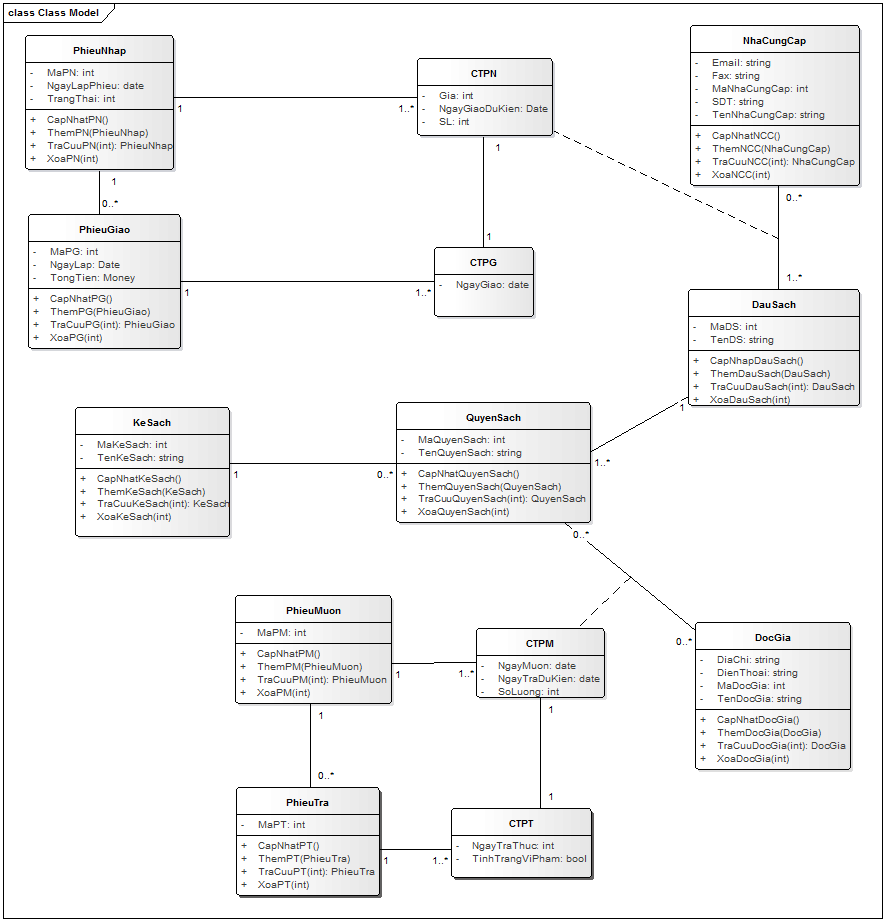 class Class Model
PhieuNhap
- MaPN: int
- NgayLapPhieu: date
- TrangThai: int
+ CapNhatPN()
+ ThemPN(PhieuNhap)
+ TraCuuPN(int): PhieuNhap
+ XoaPN(int)
1
1..*
CTPN
- Gia: int
- NgayGiaoDuKien: Date
- SL: int
1
1
NhaCungCap
- Email: string
- Fax: string
- MaNhaCungCap: int
- SDT: string
- TenNhaCungCap: string
+ CapNhatNCC()
+ ThemNCC(NhaCungCap)
+ TraCuuNCC(int): NhaCungCap
+ XoaNCC(int)
0..*
1..*
1
0..*
PhieuGiao
- MaPG: int
- NgayLap: Date
- TongTien: Money
+ CapNhatPG()
+ ThemPG(PhieuGiao)
+ TraCuuPG(int): PhieuGiao
+ XoaPG(int)
1
1..*
CTPG
- NgayGiao: date
DauSach
- MaDS: int
- TenDS: string
+ CapNhapDauSach()
+ ThemDauSach(DauSach)
+ TraCuuDauSach(int): DauSach
+ XoaDauSach(int)
1
1..*
KeSach
- MaKeSach: int
- TenKeSach: string
+ CapNhatKeSach()
+ ThemKeSach(KeSach)
+ TraCuuKeSach(int): KeSach
+ XoaKeSach(int)
1
0..*
QuyenSach
- MaQuyenSach: int
- TenQuyenSach: string
+ CapNhatQuyenSach()
+ ThemQuyenSach(QuyenSach)
+ TraCuuQuyenSach(int): QuyenSach
+ XoaQuyenSach(int)
0..*
0..*
PhieuMuon
- MaPM: int
+ CapNhatPM()
+ ThemPM(PhieuMuon)
+ TraCuuPM(int): PhieuMuon
+ XoaPM(int)
1
1..*
CTPM
- NgayMuon: date
- NgayTraDuKien: date
- SoLuong: int
DocGia
- DiaChi: string
- DienThoai: string
- MaDocGia: int
- TenDocGia: string
+ CapNhatDocGia()
+ ThemDocGia(DocGia)
+ TraCuuDocGia(int): DocGia
+ XoaDocGia(int)
1
0..*
1
1
PhieuTra
- MaPT: int
+ CapNhatPT()
+ ThemPT(PhieuTra)
+ TraCuuPT(int): PhieuTra
+ XoaPT(int)
1
1..*
CTPT
- NgayTraThuc: int
- TinhTrangViPham: bool